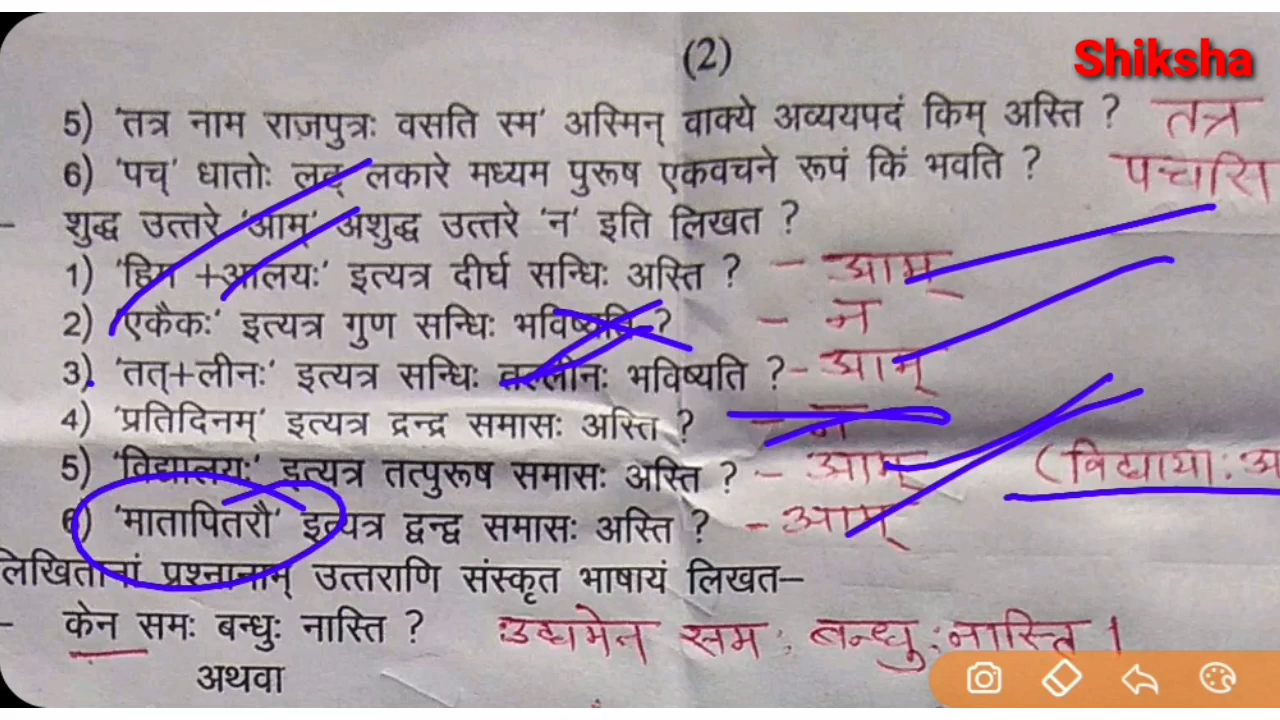 (2)
Shiksha
5) 'तत्र नाम राजपुत्रः वसति स्म' अस्मिन् वाक्ये अव्ययपदं किम् अस्ति ? तत्र
6) 'पच्' धातोः लट् लकारे मध्यम पुरूष एकवचने रूपं किं भवति ? पचसि
शुद्ध उत्तरे 'आम्' अशुद्ध उत्तरे 'न' इति लिखत ?
1) 'हिम +आलयः' इत्यत्र दीर्घ सन्धिः अस्ति ? - आम्
2) 'एकैकः' इत्यत्र गुण सन्धिः भविष्यति ? - न
3) 'तत्+लीनः' इत्यत्र सन्धिः तल्लीनः भविष्यति ? - आम्
4) 'प्रतिदिनम्' इत्यत्र द्रन्द्र समासः अस्ति ? - न
5) 'विद्यालयः' इत्यत्र तत्पुरूष समासः अस्ति ? - आम् (विद्याया : अ
6) 'मातापितरौ' इत्यत्र द्वन्द्व समासः अस्ति ? - आम्
लिखितानां प्रश्नानाम् उत्तराणि संस्कृत भाषायं लिखत–
केन समः बन्धुः नास्ति ? उद्यमेन सम : बन्धु : नास्ति ।
अथवा